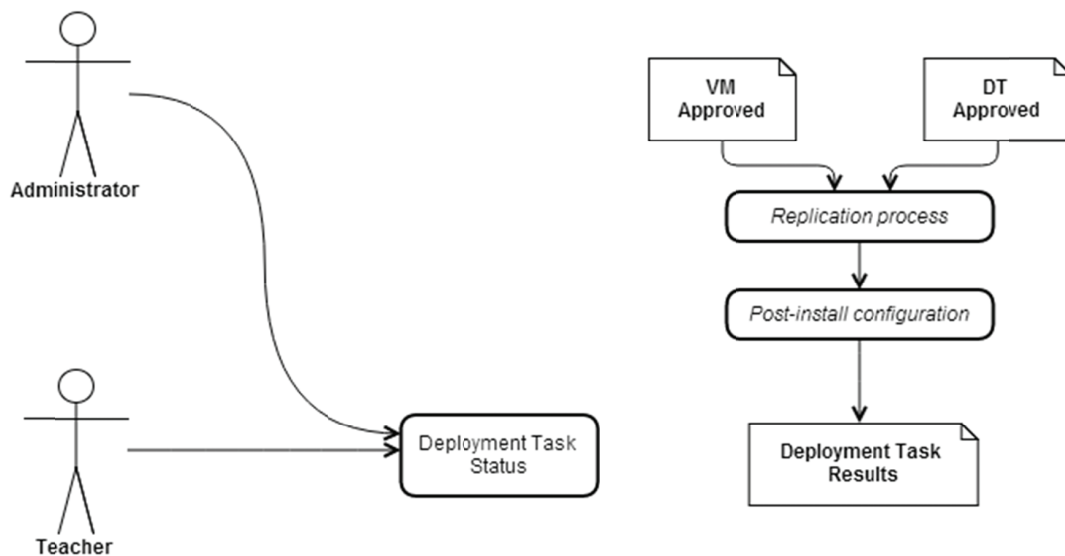 Administrator
Teacher
Deployment Task
Status
VM
Approved
DT
Approved
Replication process
Post-install configuration
Deployment Task
Results